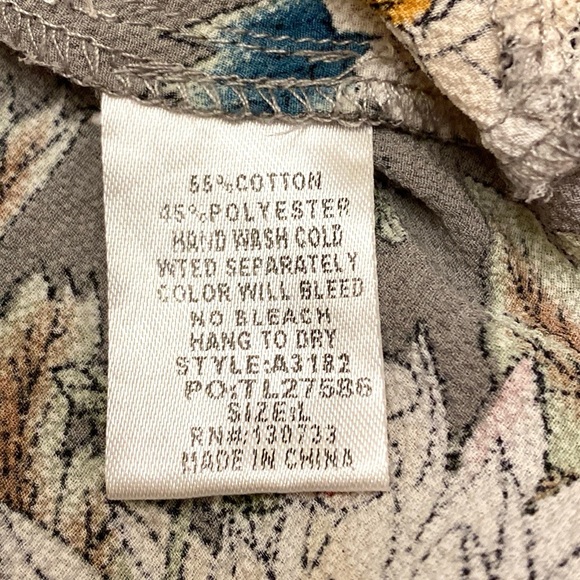 55%COTTON
45%POLYESTER
HAND WASH COLD
WTED SEPARATELY
COLOR WILL BLEED
NO BLEACH
HANG TO DRY
STYLE:A3182
PO:TL27586
SIZE:L
RN#:130733
MADE IN CHINA